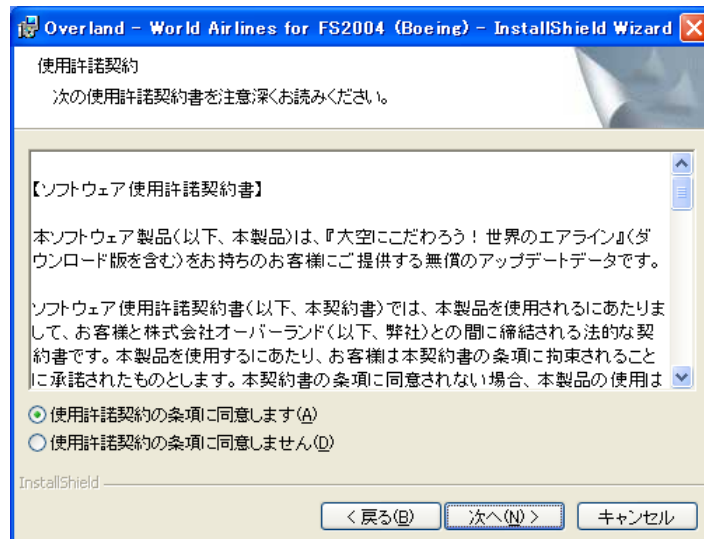 Overland - World Airlines for FS2004 (Boeing) - InstallShield Wizard
使用許諾契約
次の使用許諾契約書を注意深くお読みください。
【ソフトウェア使用許諾契約書】
本ソフトウェア製品(以下、本製品)は、『大空にこだわろう! 世界のエアライン』(ダ
ウンロード版を含む)をお持ちのお客様にご提供する無償のアップデートデータです。
ソフトウェア使用許諾契約書(以下、本契約書)では、本製品を使用されるにあたりま
して、お客様と株式会社オーバーランド(以下、弊社)との間に締結される法的な契
約書です。本製品を使用するにあたり、お客様は本契約書の条項に拘束されること
に承諾されたものとします。本契約書の条項に同意されない場合、本製品の使用は
使用許諾契約の条項に同意します(A)
使用許諾契約の条項に同意しません(D)
InstallShield
< 戻る(B)
次へ(N) >
キャンセル